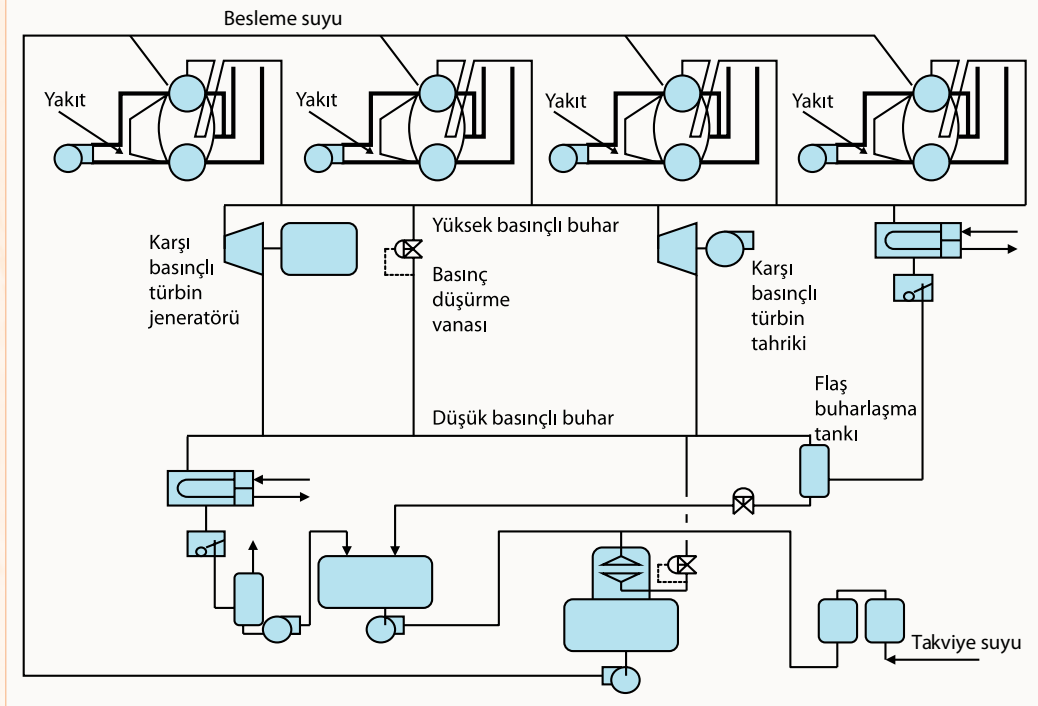 Besleme suyu
Yakıt
Yakıt
Yakıt
Yakıt
Karşı
basınçlı
türbin
jeneratörü
Yüksek basınçlı buhar
Basınç
düşürme
vanası
Karşı
basınçlı
türbin
tahriki
Flaş
buharlaşma
tankı
Düşük basınçlı buhar
Takviye suyu